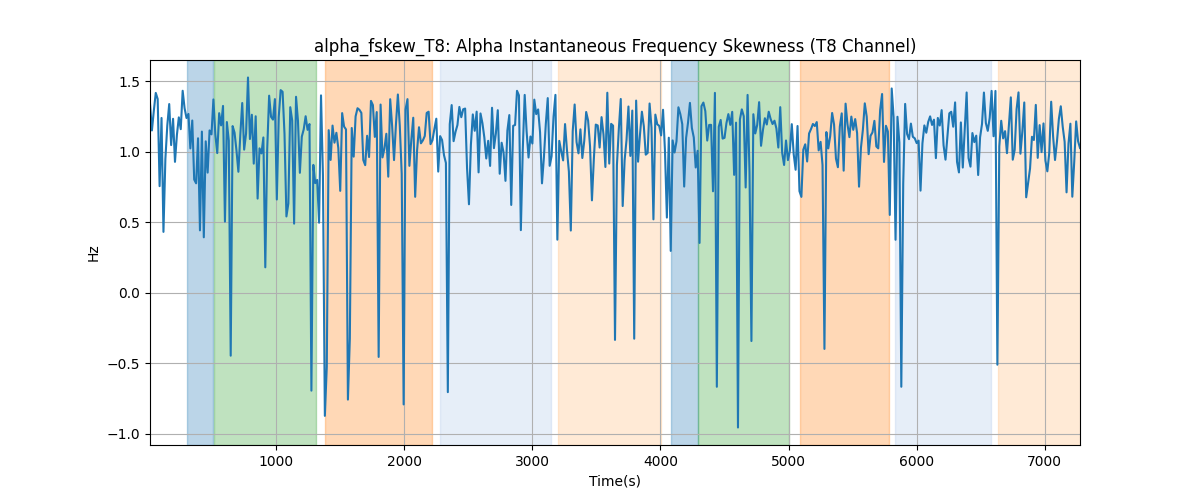 alpha_fskew_T8: Alpha Instantaneous Frequency Skewness (T8 Channel)
1.5
1.0
0.5
0.0
−0.5
−1.0
Hz
1000 2000 3000 4000 5000 6000 7000
Time(s)